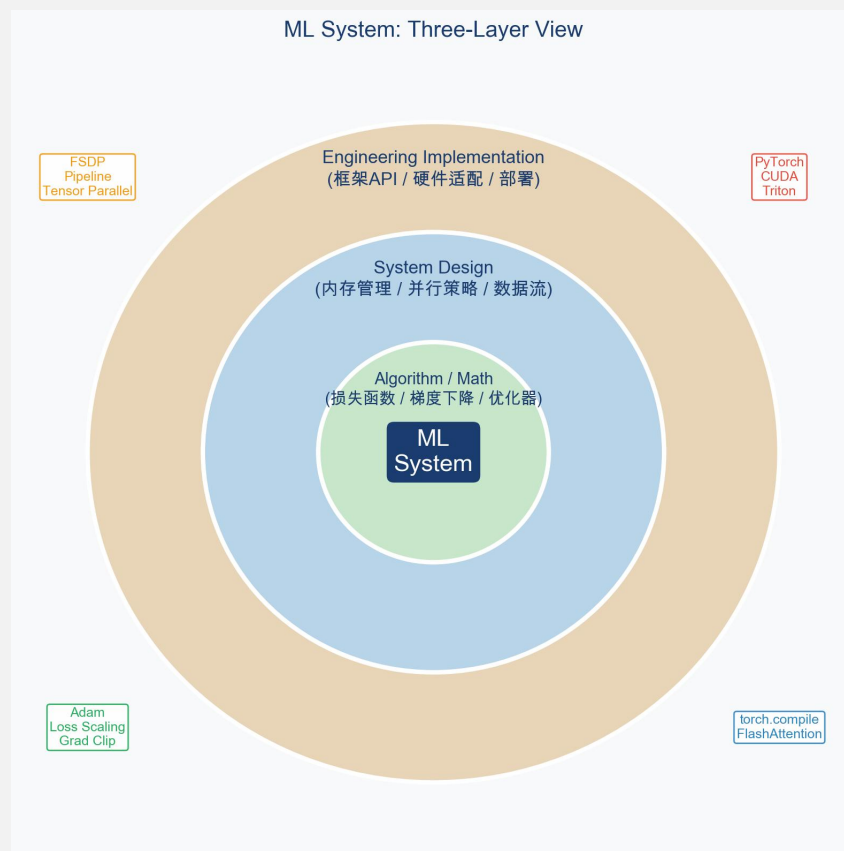 ML System: Three-Layer View
FSDP
Pipeline
Tensor Parallel
Engineering Implementation
(框架API / 硬件适配 / 部署)
PyTorch
CUDA
Triton
System Design
(内存管理 / 并行策略 / 数据流)
Algorithm / Math
(损失函数 / 梯度下降 / 优化器)
ML
System
Adam
Loss Scaling
Grad Clip
torch.compile
FlashAttention